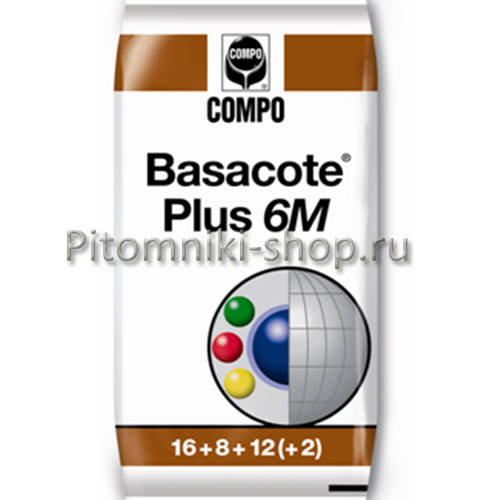 COMPO
COMPO
Basacote®
Plus 6M
Pitomniki-shop.ru
16+8+12(+2)